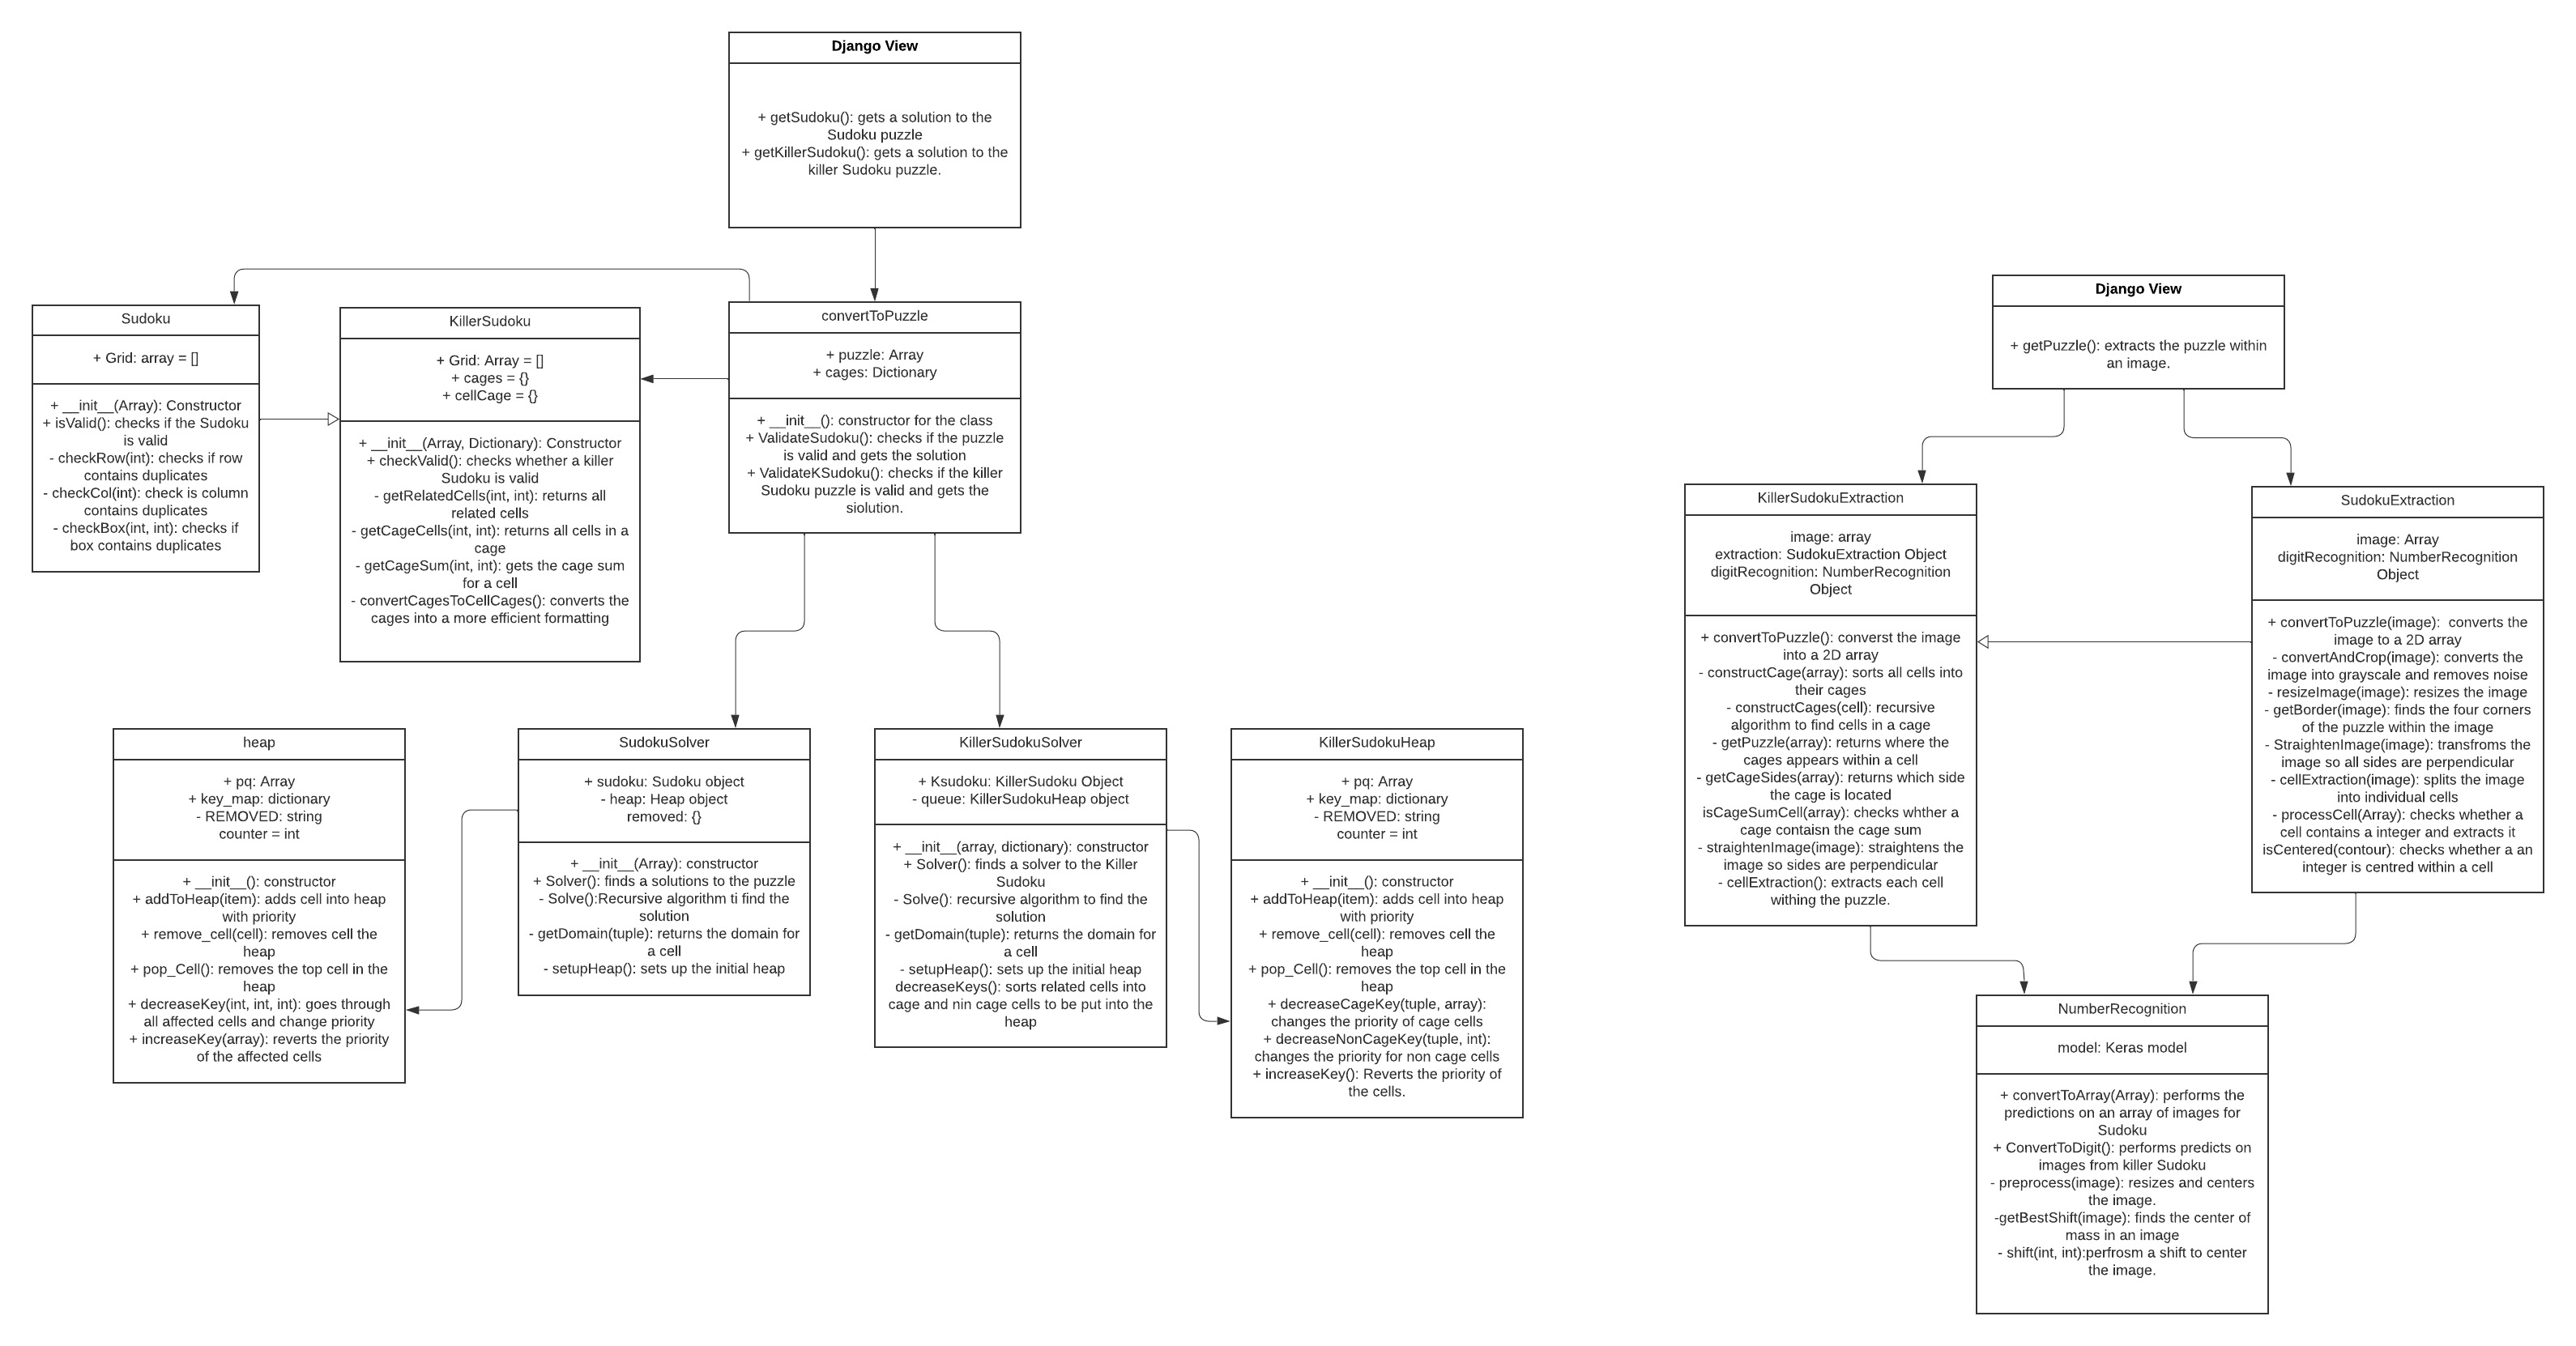 Django View
+ getSudoku(): gets a solution to the
Sudoku puzzle
+ getKillerSudoku(): gets a solution to the
killer Sudoku puzzle.
Sudoku
+ Grid: array = []
+ __init__(Array): Constructor
+ isValid(): checks if the Sudoku
is valid
- checkRow(int): checks if row
contains duplicates
- checkCol(int): check is column
contains duplicates
- checkBox(int, int): checks if
box contains duplicates
KillerSudoku
+ Grid: Array = []
+ cages = {}
+ cellCage = {}
+ __init__(Array, Dictionary): Constructor
+ checkValid(): checks whether a killer
Sudoku is valid
- getRelatedCells(int, int): returns all
related cells
- getCageCells(int, int): returns all cells in a
cage
- getCageSum(int, int): gets the cage sum
for a cell
- convertCagesToCellCages(): converts the
cages into a more efficient formatting
convertToPuzzle
+ puzzle: Array
+ cages: Dictionary
+ __init__(): constructor for the class
+ ValidateSudoku(): checks if the puzzle
is valid and gets the solution
+ ValidateKSudoku(): checks if the killer
Sudoku puzzle is valid and gets the
siolution.
heap
+ pq: Array
+ key_map: dictionary
- REMOVED: string
counter = int
+ __init__(): constructor
+ addToHeap(item): adds cell into heap
with priority
+ remove_cell(cell): removes cell the
heap
+ pop_Cell(): removes the top cell in the
heap
+ decreaseKey(int, int, int): goes through
all affected cells and change priority
+ increaseKey(array): reverts the priority
of the affected cells
SudokuSolver
+ sudoku: Sudoku object
- heap: Heap object
removed: {}
+ __init__(Array): constructor
+ Solver(): finds a solutions to the puzzle
- Solve():Recursive algorithm ti find the
solution
- getDomain(tuple): returns the domain for
a cell
- setupHeap(): sets up the initial heap
KillerSudokuSolver
+ Ksudoku: KillerSudoku Object
- queue: KillerSudokuHeap object
+ __init__(array, dictionary): constructor
+ Solver(): finds a solver to the Killer
Sudoku
- Solve(): recursive algorithm to find the
solution
- getDomain(tuple): returns the domain for
a cell
- setupHeap(): sets up the initial heap
decreaseKeys(): sorts related cells into
cage and nin cage cells to be put into the
heap
KillerSudokuHeap
+ pq: Array
+ key_map: dictionary
- REMOVED: string
counter = int
+ __init__(): constructor
+ addToHeap(item): adds cell into heap
with priority
+ remove_cell(cell): removes cell the
heap
+ pop_Cell(): removes the top cell in the
heap
+ decreaseCageKey(tuple, array):
changes the priority of cage cells
+ decreaseNonCageKey(tuple, int):
changes the priority for non cage cells
+ increaseKey(): Reverts the priority of
the cells.
Django View
+ getPuzzle(): extracts the puzzle within
an image.
KillerSudokuExtraction
image: array
extraction: SudokuExtraction Object
digitRecognition: NumberRecognition
Object
+ convertToPuzzle(): converst the image
into a 2D array
- constructCage(array): sorts all cells into
their cages
- constructCages(cell): recursive
algorithm to find cells in a cage
- getPuzzle(array): returns where the
cages appears within a cell
- getCageSides(array): returns which side
the cage is located
isCageSumCell(array): checks whther a
cage contaisn the cage sum
- straightenImage(image): straightens the
image so sides are perpendicular
- cellExtraction(): extracts each cell
withing the puzzle.
SudokuExtraction
image: Array
digitRecognition: NumberRecognition
Object
+ convertToPuzzle(image):  converts the
image to a 2D array
- convertAndCrop(image): converts the
image into grayscale and removes noise
- resizeImage(image): resizes the image
- getBorder(image): finds the four corners
of the puzzle within the image
- StraightenImage(image): transfroms the
image so all sides are perpendicular
- cellExtraction(image): splits the image
into individual cells
- processCell(Array): checks whether a
cell contains a integer and extracts it
isCentered(contour): checks whether a an
integer is centred within a cell
NumberRecognition
model: Keras model
+ convertToArray(Array): performs the
predictions on an array of images for
Sudoku
+ ConvertToDigit(): performs predicts on
images from killer Sudoku
- preprocess(image): resizes and centers
the image.
-getBestShift(image): finds the center of
mass in an image
- shift(int, int):perfrosm a shift to center
the image.